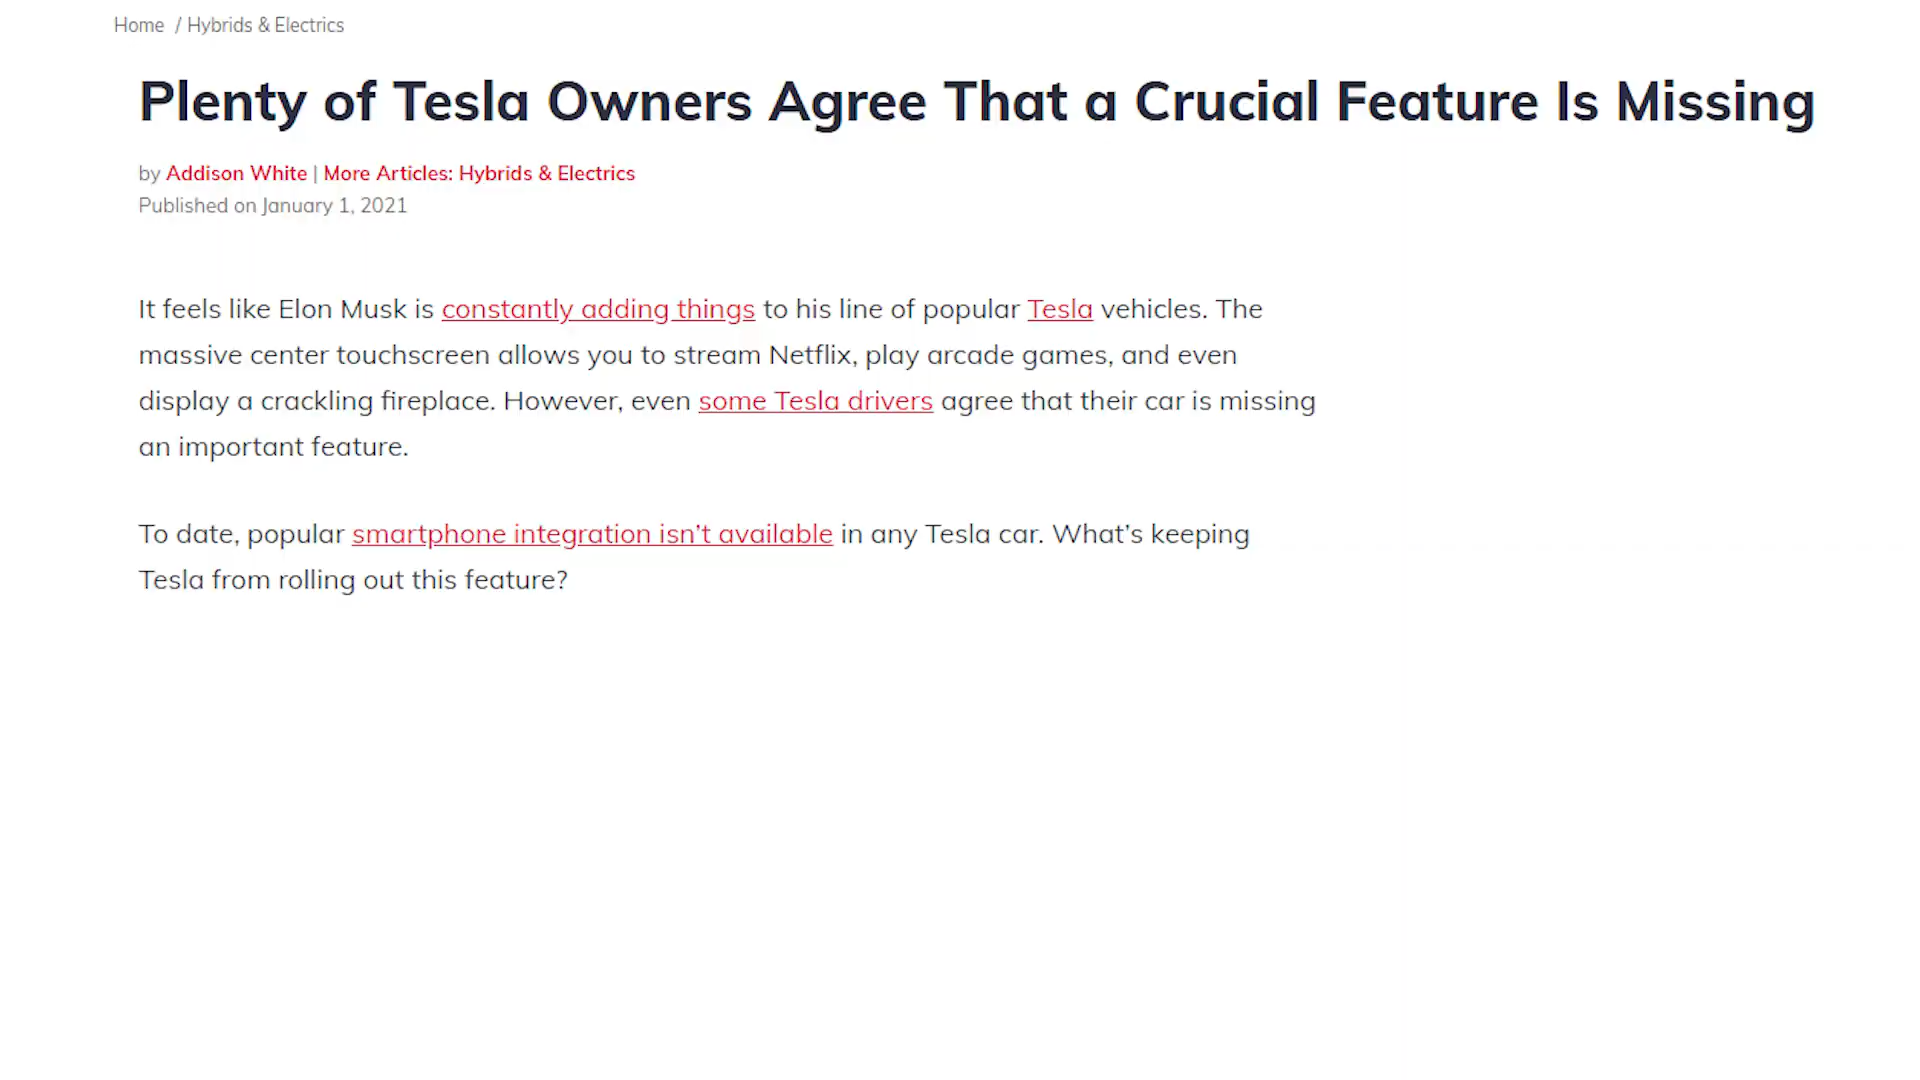 Home / Hybrids & Electrics
Plenty of Tesla Owners Agree That a Crucial Feature Is Missing
by Addison White | More Articles: Hybrids & Electrics
Published on January 1, 2021
It feels like Elon Musk is constantly adding things to his line of popular Tesla vehicles. The
massive center touchscreen allows you to stream Netflix, play arcade games, and even
display a crackling fireplace. However, even some Tesla drivers agree that their car is missing
an important feature.
To date, popular smartphone integration isn’t available in any Tesla car. What’s keeping
Tesla from rolling out this feature?